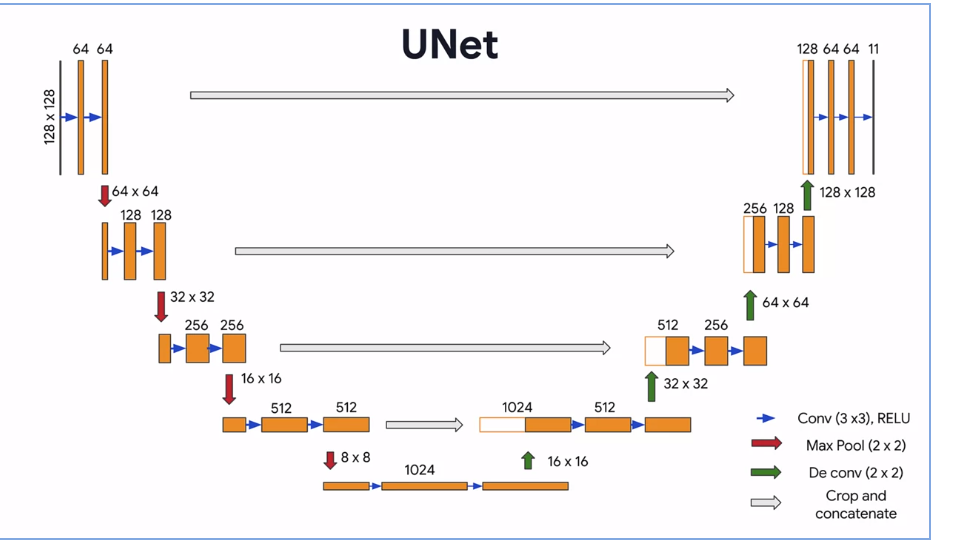 UNet
64 64
128 x 128
64 x 64
128 128
32 x 32
256 256
16 x 16
512 512
8 x 8
1024
16 x 16
1024 512
32 x 32
512 256
64 x 64
256 128
128 x 128
128 64 64 11
Conv (3 x3), RELU
Max Pool (2 x 2)
De conv (2 x 2)
Crop and
concatenate